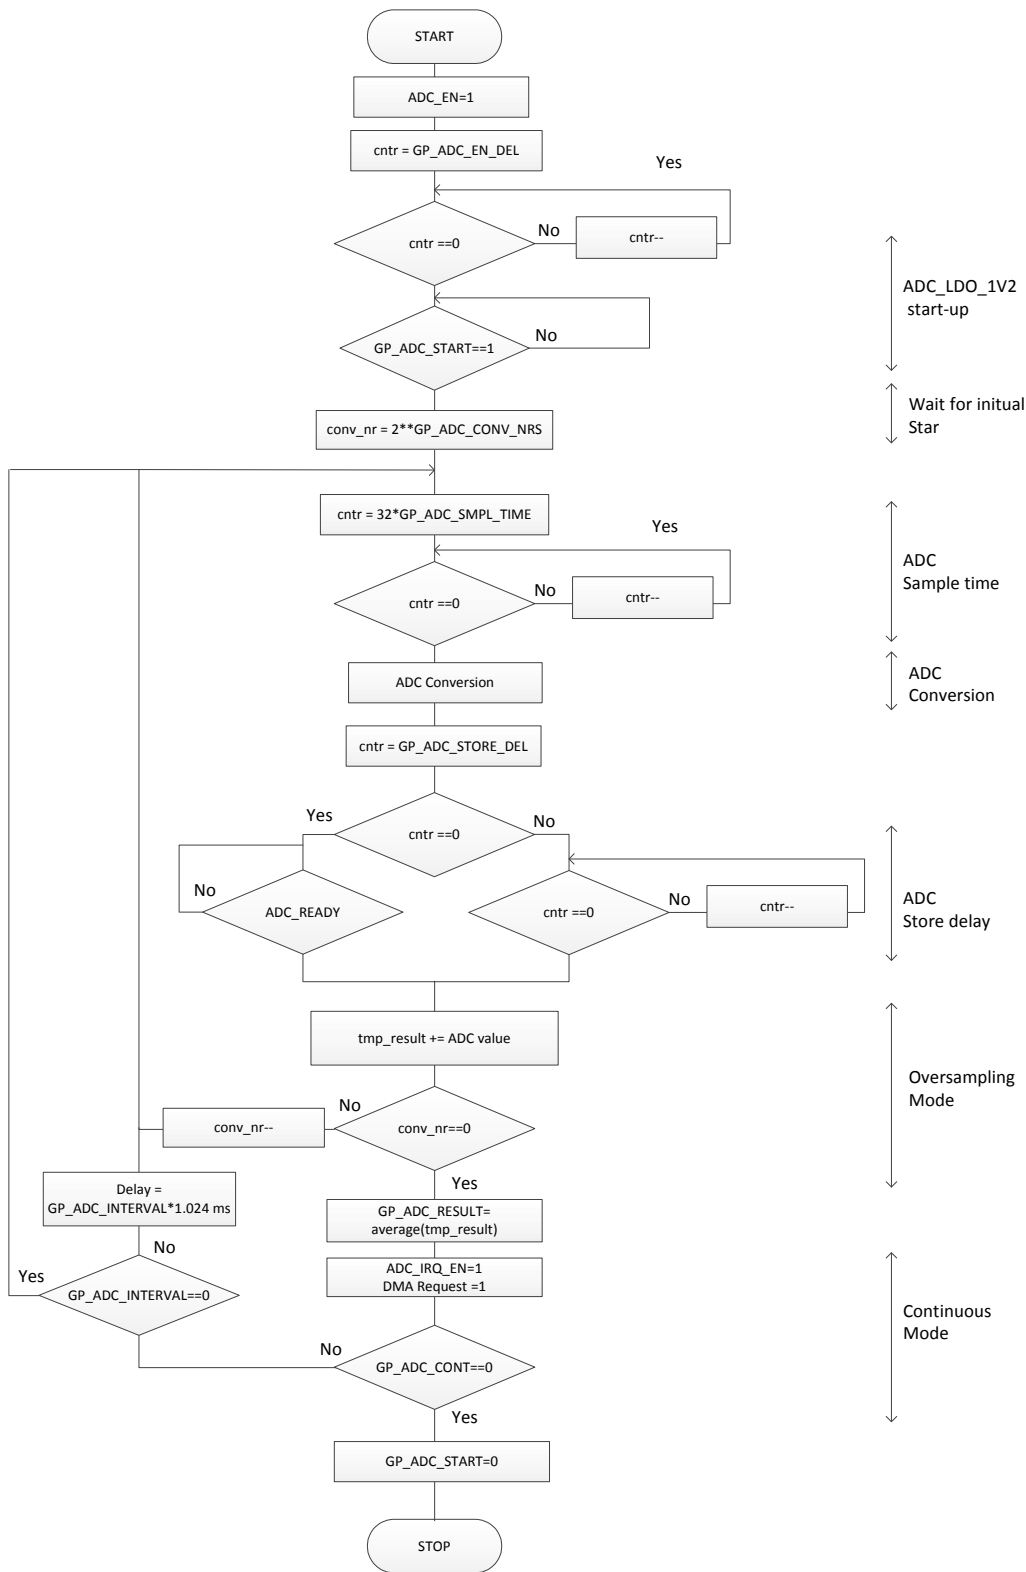 START
ADC_EN=1
cntr = GP_ADC_EN_DEL
Yes
cntr ==0
No
cntr--
ADC_LDO_1V2
start-up
GP_ADC_START==1
No
Wait for initual
Star
conv_nr = 2**GP_ADC_CONV_NRS
cntr = 32*GP_ADC_SMPL_TIME
Yes
cntr ==0
No
cntr--
ADC
Sample time
ADC Conversion
ADC
Conversion
cntr = GP_ADC_STORE_DEL
Yes
cntr ==0
No
No
ADC_READY
cntr ==0
No
cntr--
ADC
Store delay
tmp_result += ADC value
Oversampling
Mode
conv_nr--
No
conv_nr==0
Yes
Delay =
GP_ADC_INTERVAL*1.024 ms
GP_ADC_RESULT=
average(tmp_result)
No
ADC_IRQ_EN=1
DMA Request =1
Yes
GP_ADC_INTERVAL==0
Continuous
Mode
No
GP_ADC_CONT==0
Yes
GP_ADC_START=0
STOP